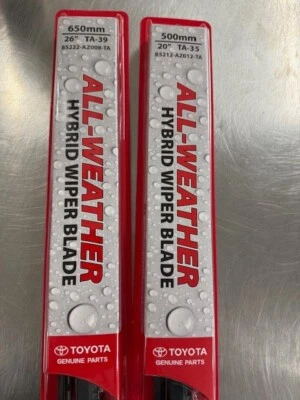 650mm
26" TA-39
85222-AZ008-TA
ALL-WEATHER
HYBRID WIPER BLADE
TOYOTA
GENUINE PARTS
500mm
20" TA-35
85212-AZ012-TA
ALL-WEATHER
HYBRID WIPER BLADE
TOYOTA
GENUINE PARTS